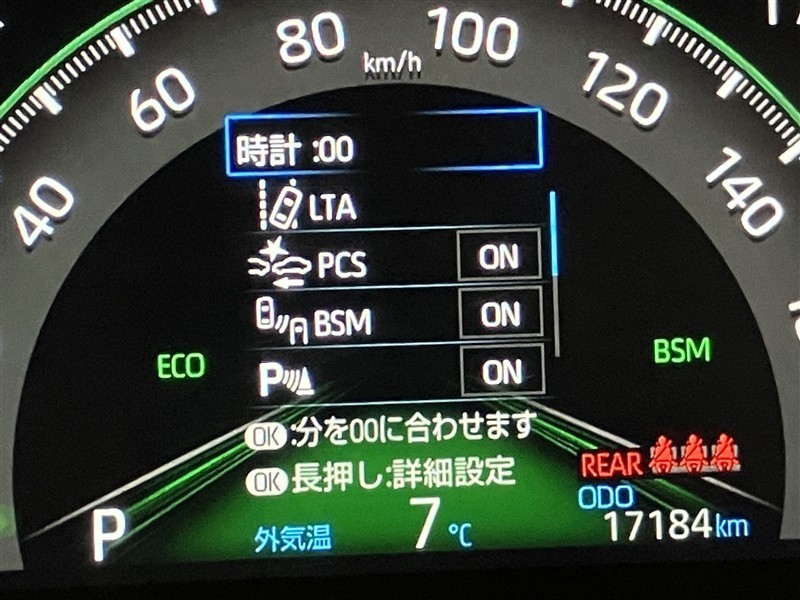 80
100
km/h
60
120
40
140
時計 :00
LTA
PCS ON
BSM ON
P ON
ECO
BSM
OK :分を00に合わせます
OK 長押し:詳細設定
REAR
ODO
P
外気温 7 ℃
17184km